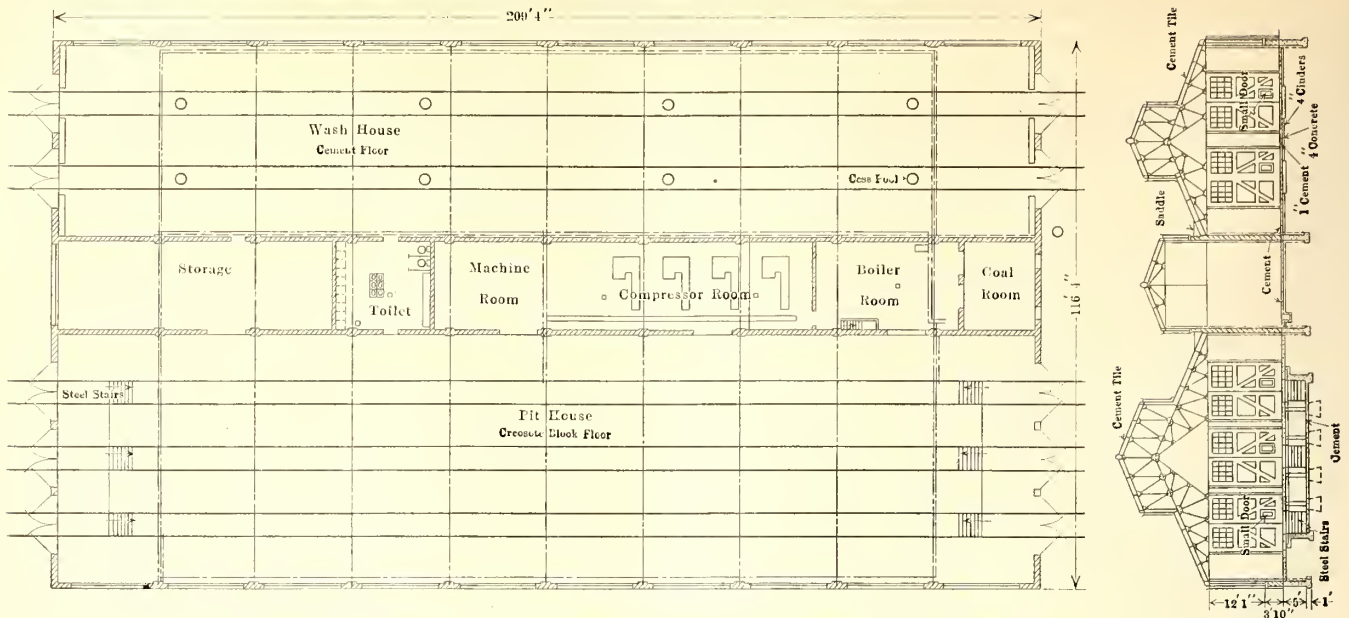 209'4"
Wash House
Cement Floor
Cess Pool
Storage
Toilet
Machine
Room
Compressor Room
Boiler
Room
Coal
Room
116'4"
Steel Stairs
Pit House
Creosote Block Floor
Cement Tile
Small Door
4" Cinders
4" Concrete
1" Cement
Saddle
Cement
Cement Tile
Small Door
Cement
Steel Stairs
12'1"
3'10"
5'
1'